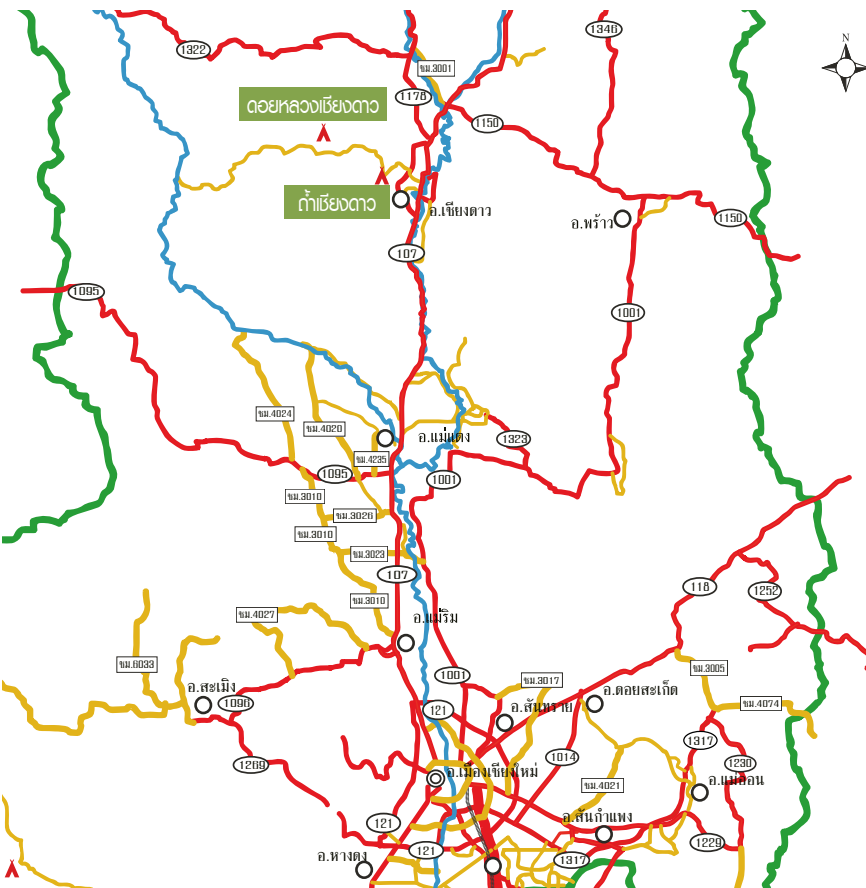 1346
N
1322
ชม.3001
1178
ดอยหลวงเชียงดาว
1150
ถ้ำเชียงดาว
อ.เชียงดาว
อ.พร้าว
1150
107
1095
1001
ชม.4024
ชม.4020
อ.แม่แตง
1323
ชม.4235
1095
1001
ชม.3010
ชม.3026
ชม.3010
ชม.3023
107
118
1252
ชม.3010
ชม.4027
อ.แม่ริม
ชม.6033
1001
ชม.3017
ชม.3005
อ.สะเมิง
1096
121
อ.สันทราย
อ.ดอยสะเก็ด
ชม.4074
1317
1269
1014
1230
อ.เมืองเชียงใหม่
ชม.4021
อ.แม่ออน
121
อ.สันกำแพง
อ.หางดง
121
1317
1229